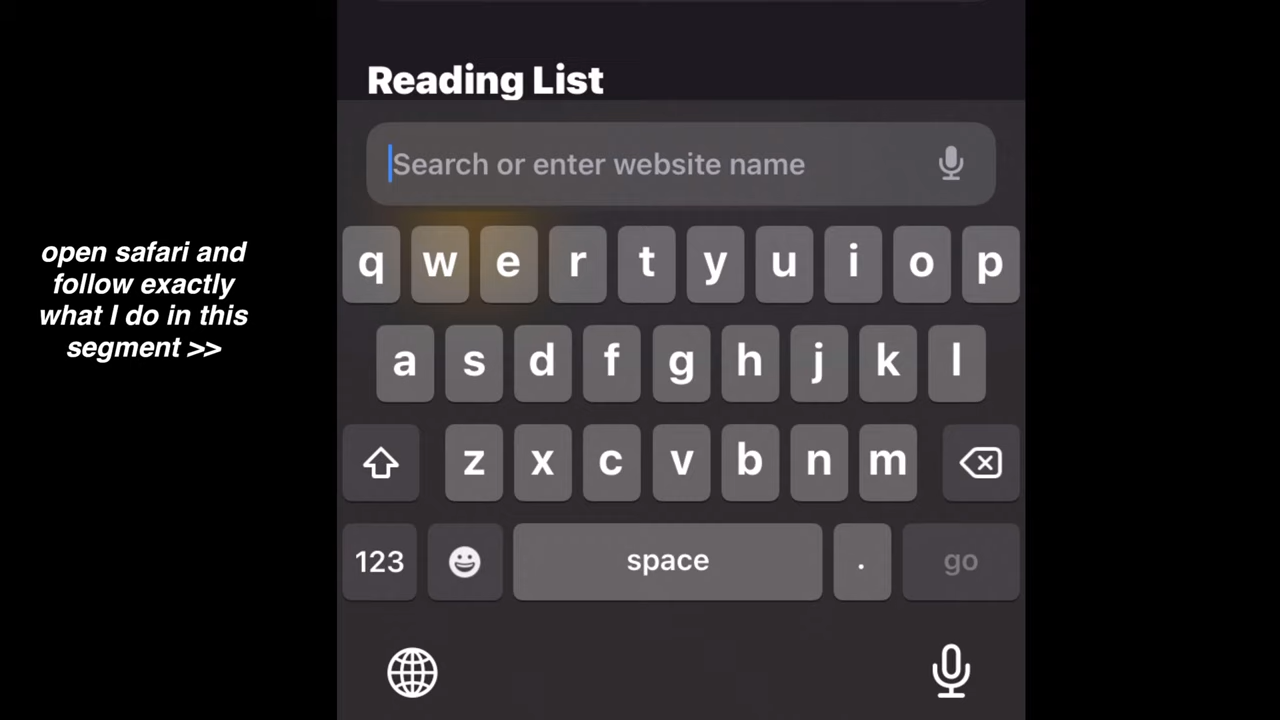 Reading List
Search or enter website name
open safari and
follow exactly
what I do in this
segment >>
q w e r t y u i o p
a s d f g h j k l
z x c v b n m
123 space . go